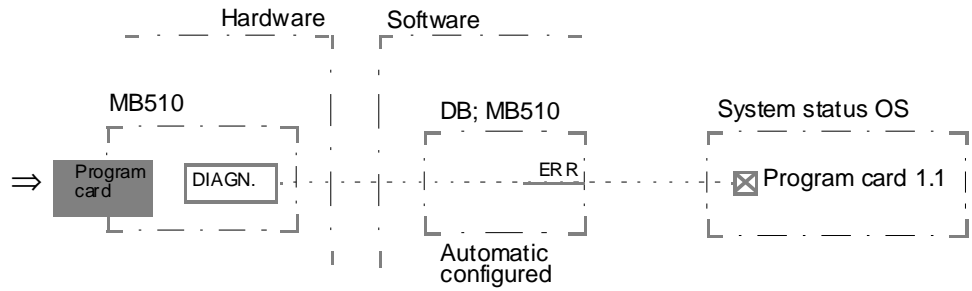 Hardware
Software
MB510
DB; MB510
System status OS
⇒
Program
card
DIAGN.
ERR
Program card 1.1
Automatic
configured